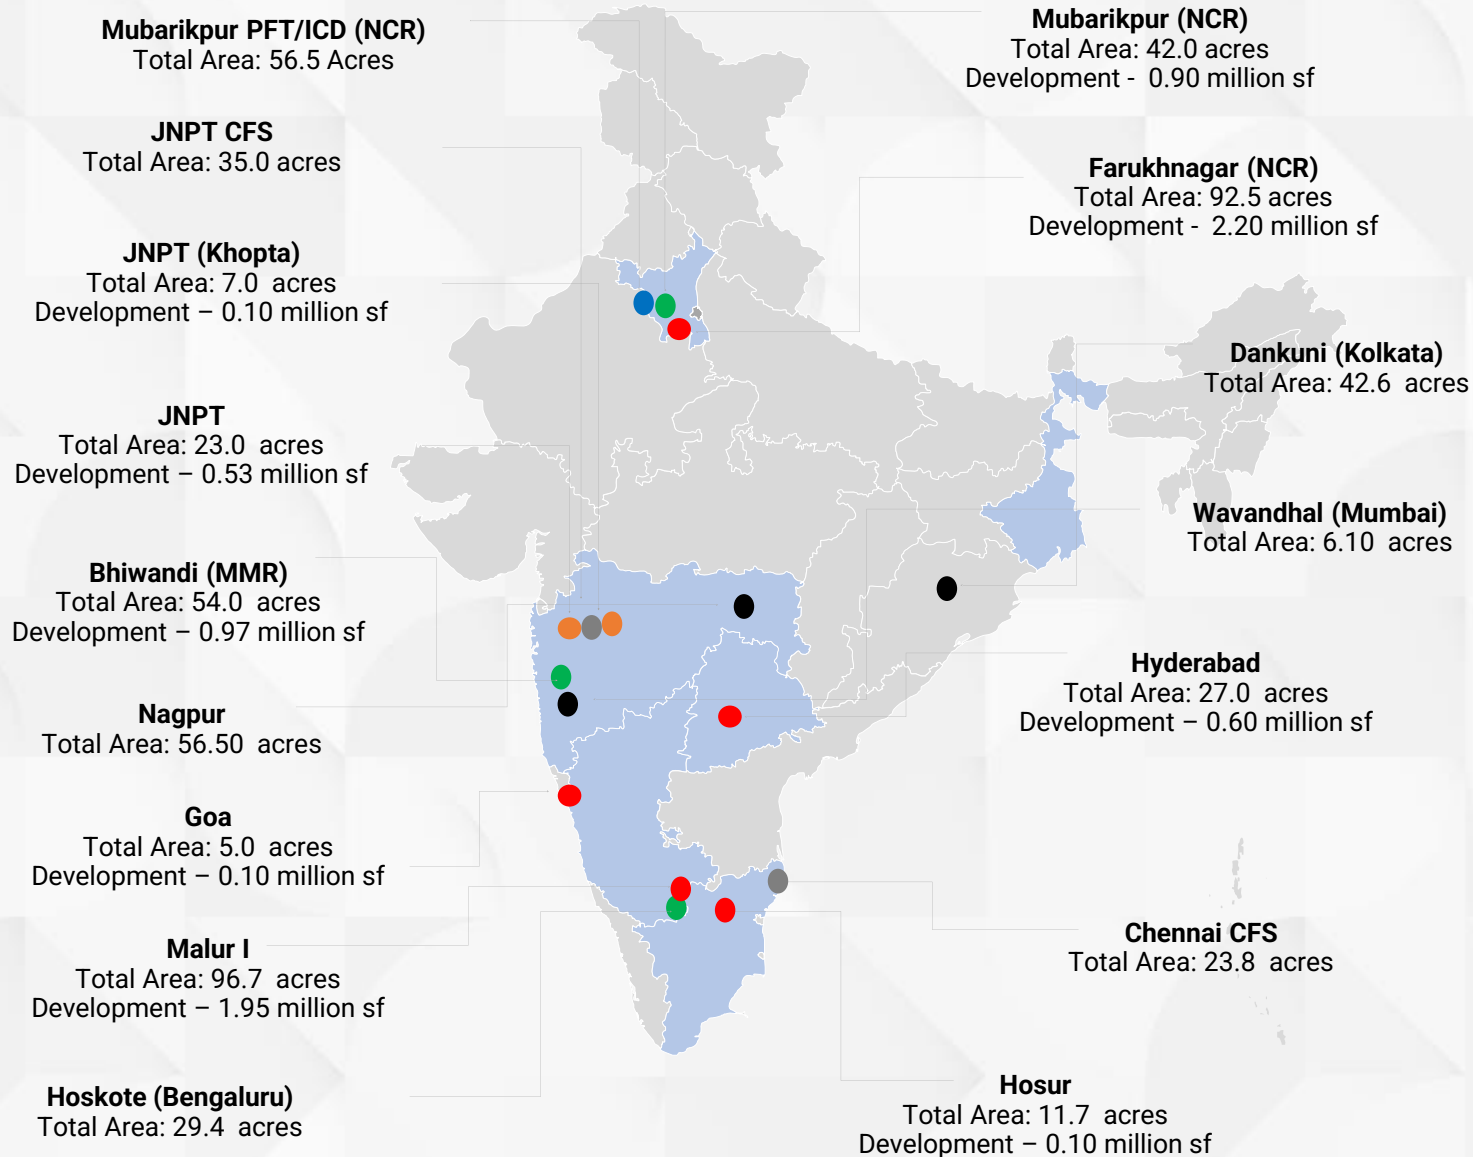 Mubarikpur PFT/ICD (NCR)
Total Area: 56.5 Acres
JNPT CFS
Total Area: 35.0 acres
JNPT (Khopta)
Total Area: 7.0 acres
Development – 0.10 million sf
JNPT
Total Area: 23.0 acres
Development – 0.53 million sf
Bhiwandi (MMR)
Total Area: 54.0 acres
Development – 0.97 million sf
Nagpur
Total Area: 56.50 acres
Goa
Total Area: 5.0 acres
Development – 0.10 million sf
Malur I
Total Area: 96.7 acres
Development – 1.95 million sf
Hoskote (Bengaluru)
Total Area: 29.4 acres
Mubarikpur (NCR)
Total Area: 42.0 acres
Development - 0.90 million sf
Farukhnagar (NCR)
Total Area: 92.5 acres
Development - 2.20 million sf
Dankuni (Kolkata)
Total Area: 42.6 acres
Wavandhal (Mumbai)
Total Area: 6.10 acres
Hyderabad
Total Area: 27.0 acres
Development – 0.60 million sf
Chennai CFS
Total Area: 23.8 acres
Hosur
Total Area: 11.7 acres
Development – 0.10 million sf